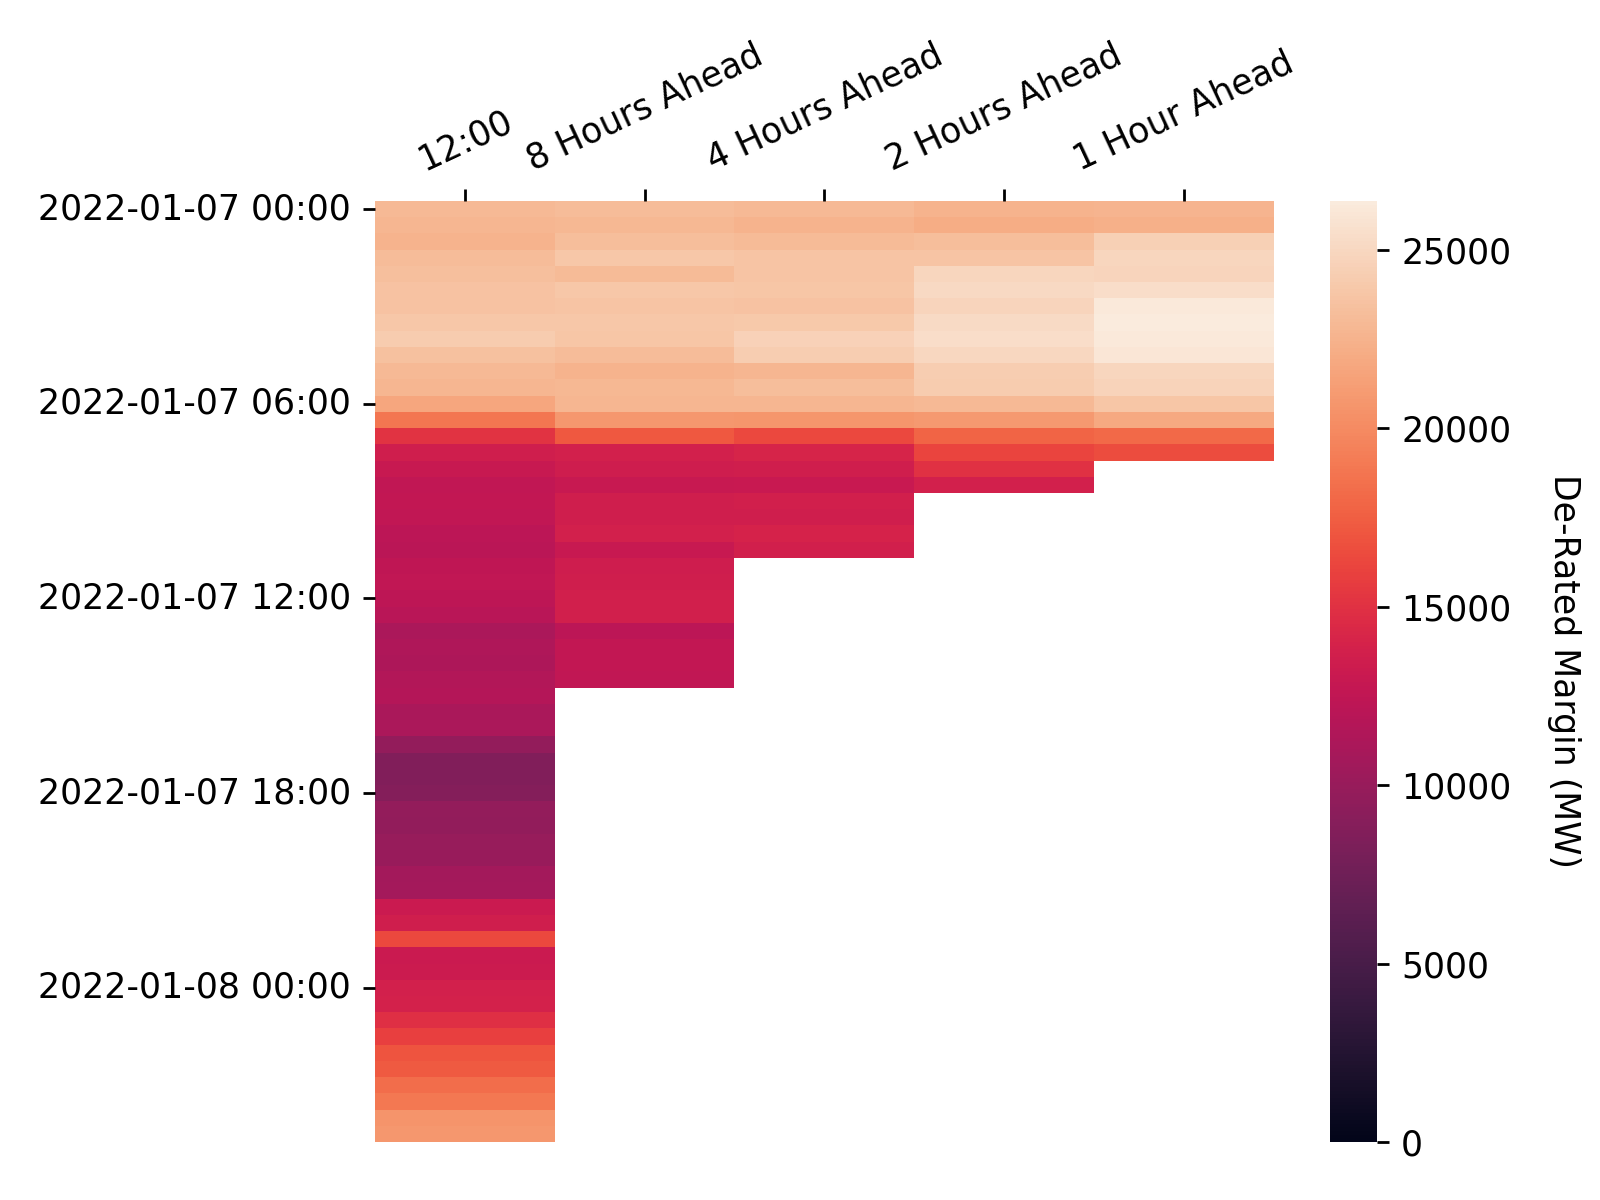 12:00
8 Hours Ahead
4 Hours Ahead
2 Hours Ahead
1 Hour Ahead
2022-01-07 00:00
2022-01-07 06:00
2022-01-07 12:00
2022-01-07 18:00
2022-01-08 00:00
25000
20000
15000
10000
5000
0
De-Rated Margin (MW)